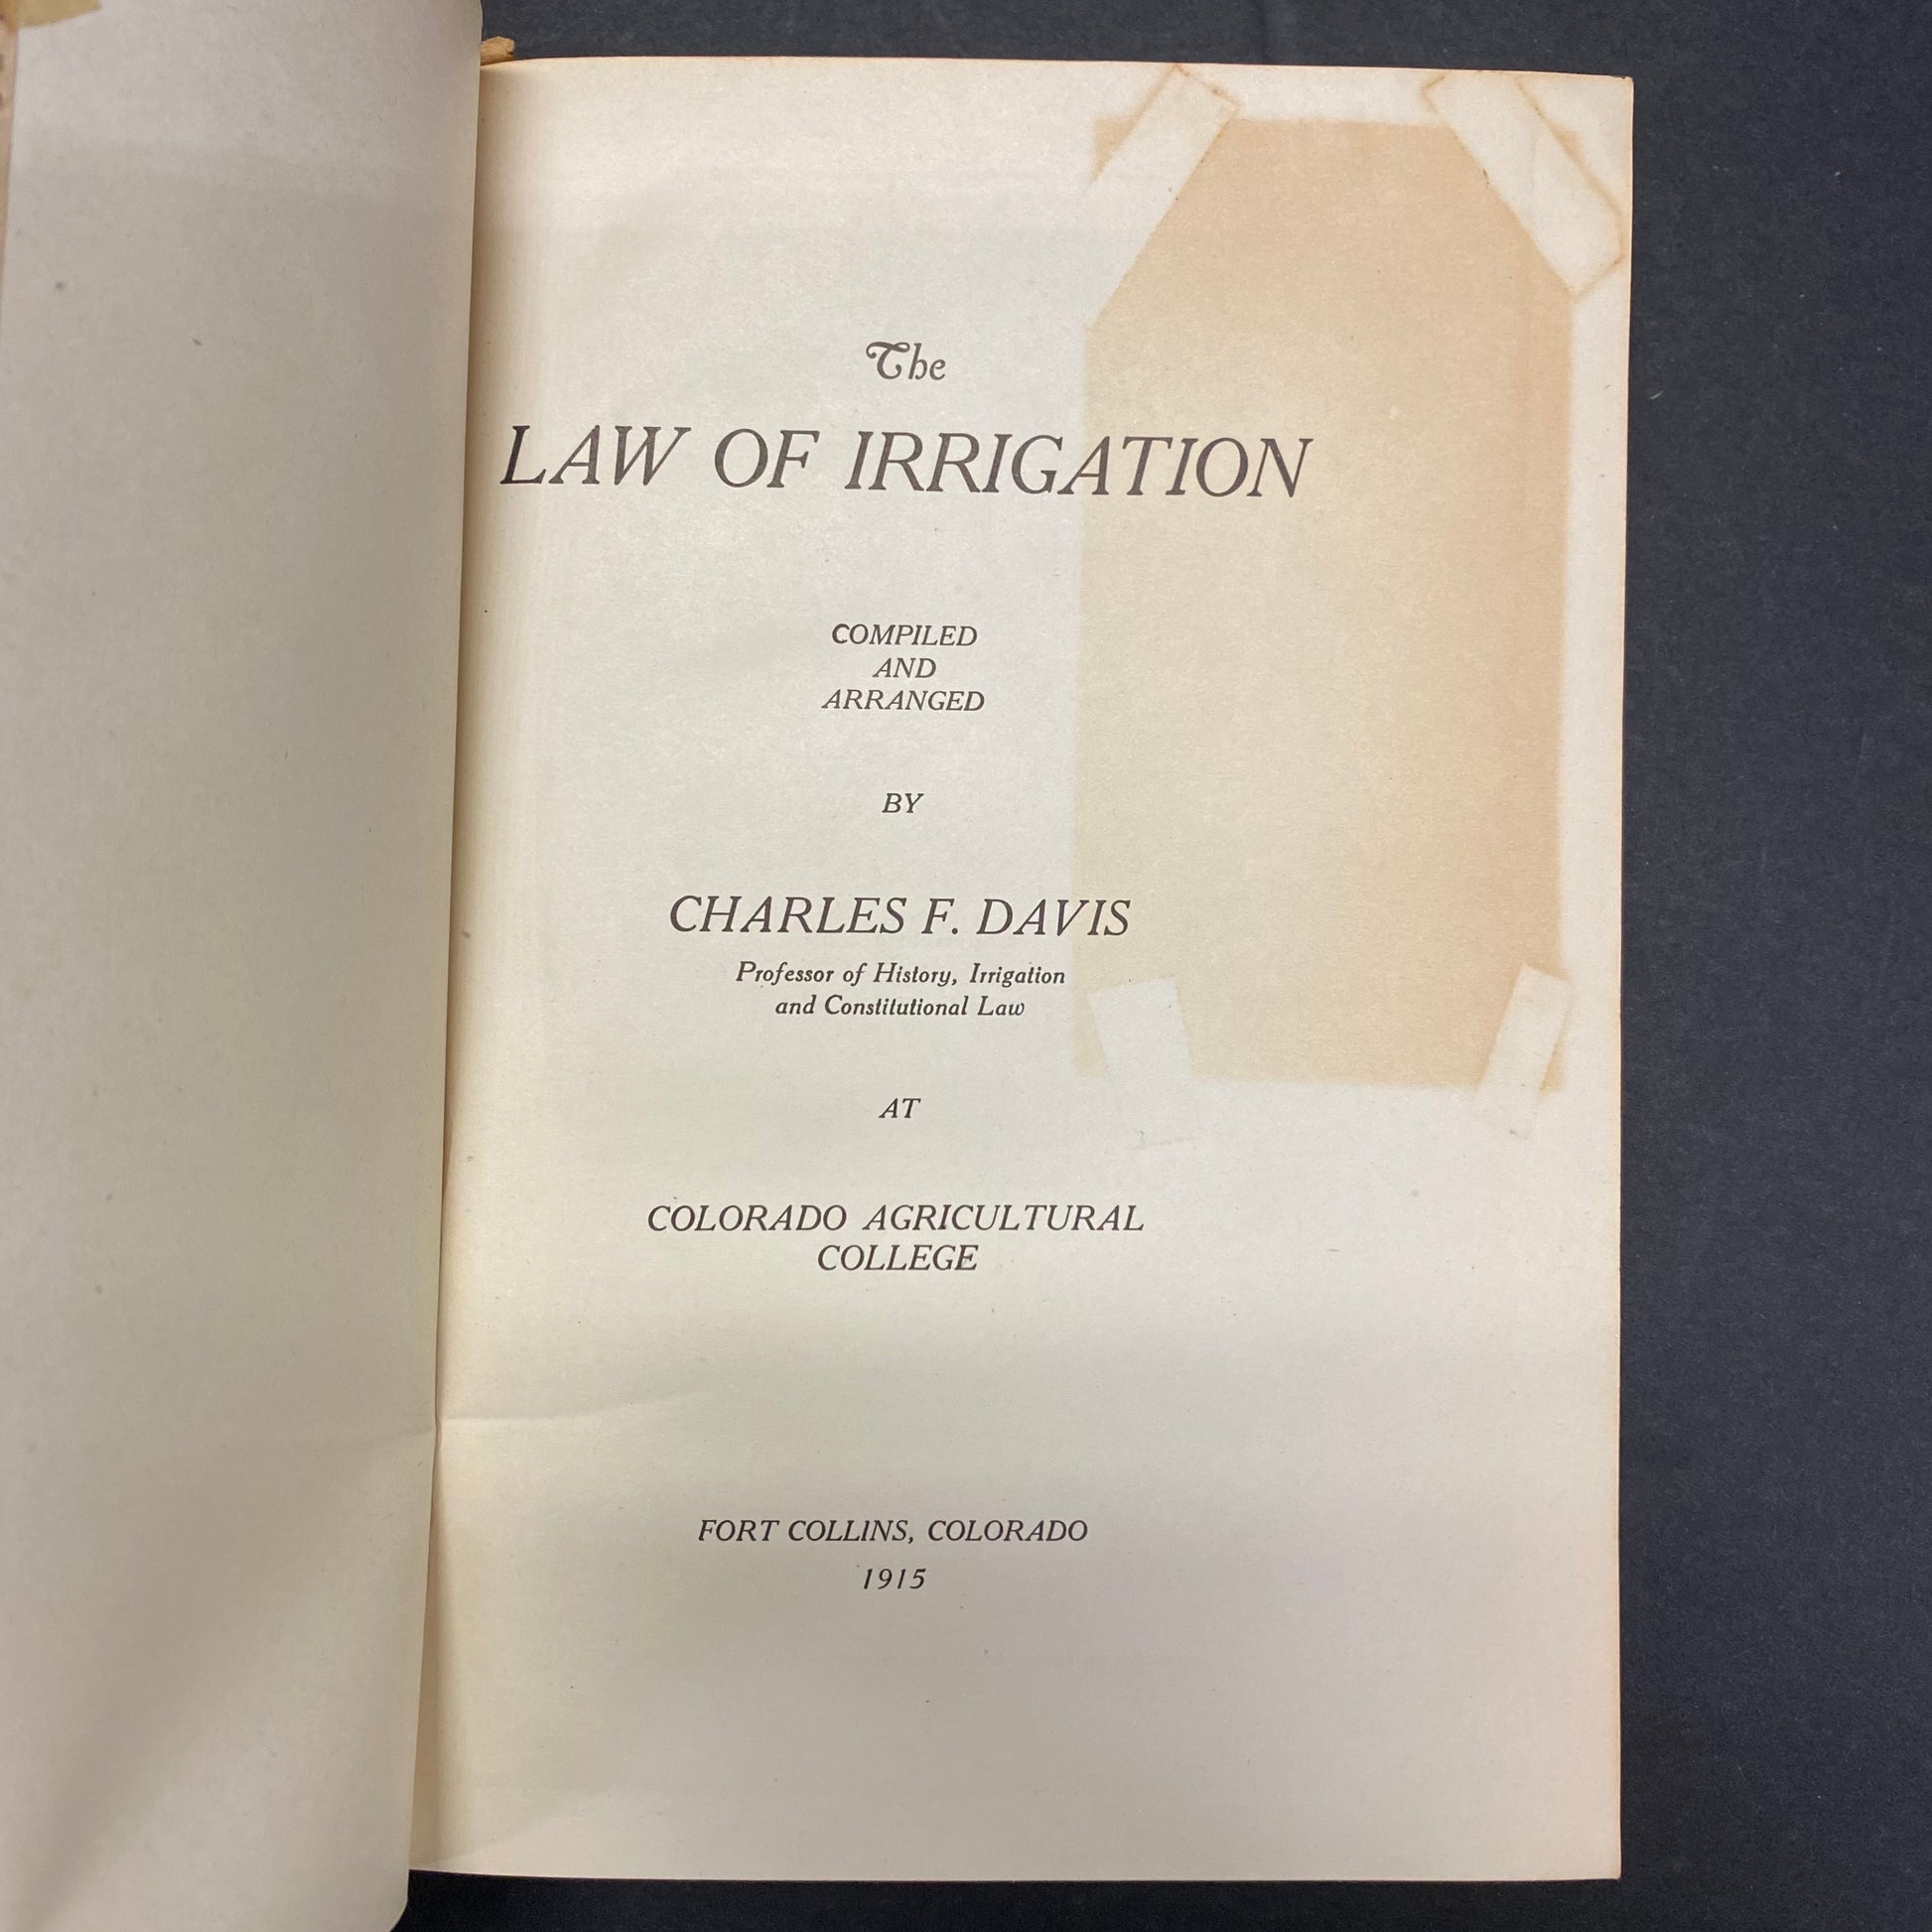 The
LAW OF IRRIGATION
COMPILED
AND
ARRANGED
BY
CHARLES F. DAVIS
Professor of History, Irrigation
and Constitutional Law
AT
COLORADO AGRICULTURAL
COLLEGE
FORT COLLINS, COLORADO
1915